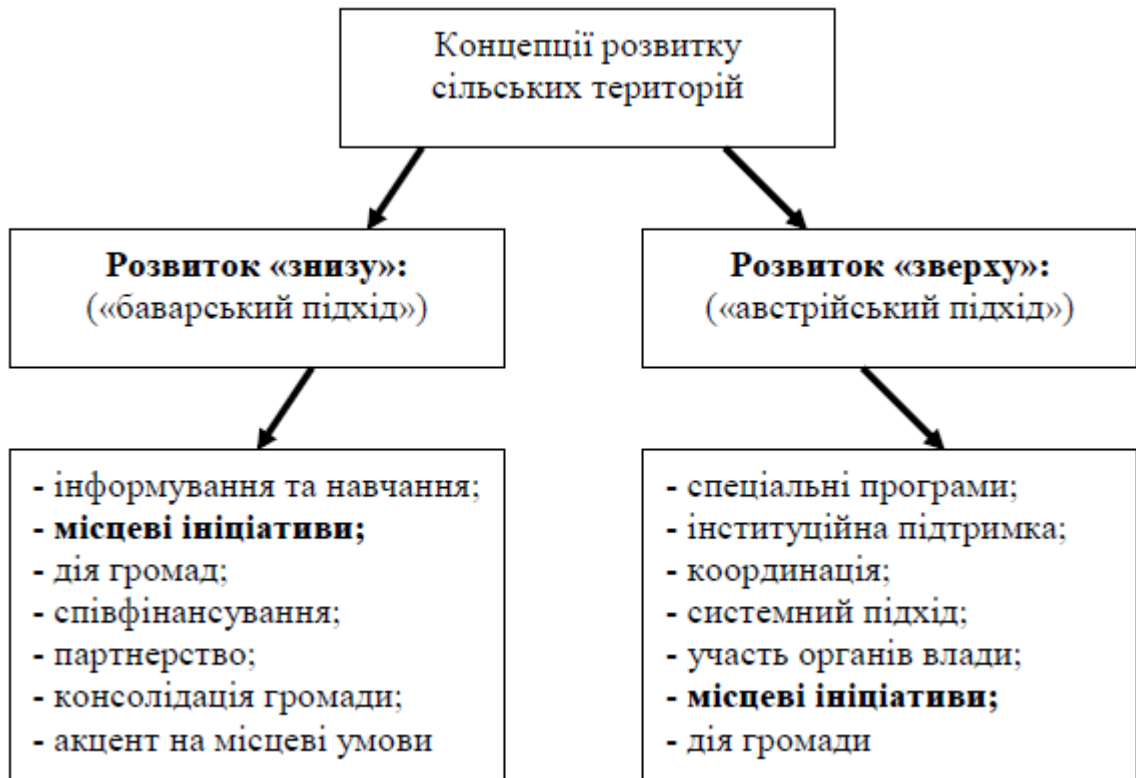 Концепції розвитку
сільських територій
Розвиток «знизу»:
(«баварський підхід»)
Розвиток «зверху»:
(«австрійський підхід»)
- інформування та навчання;
- місцеві ініціативи;
- дія громад;
- співфінансування;
- партнерство;
- консолідація громади;
- акцент на місцеві умови
- спеціальні програми;
- інституційна підтримка;
- координація;
- системний підхід;
- участь органів влади;
- місцеві ініціативи;
- дія громади